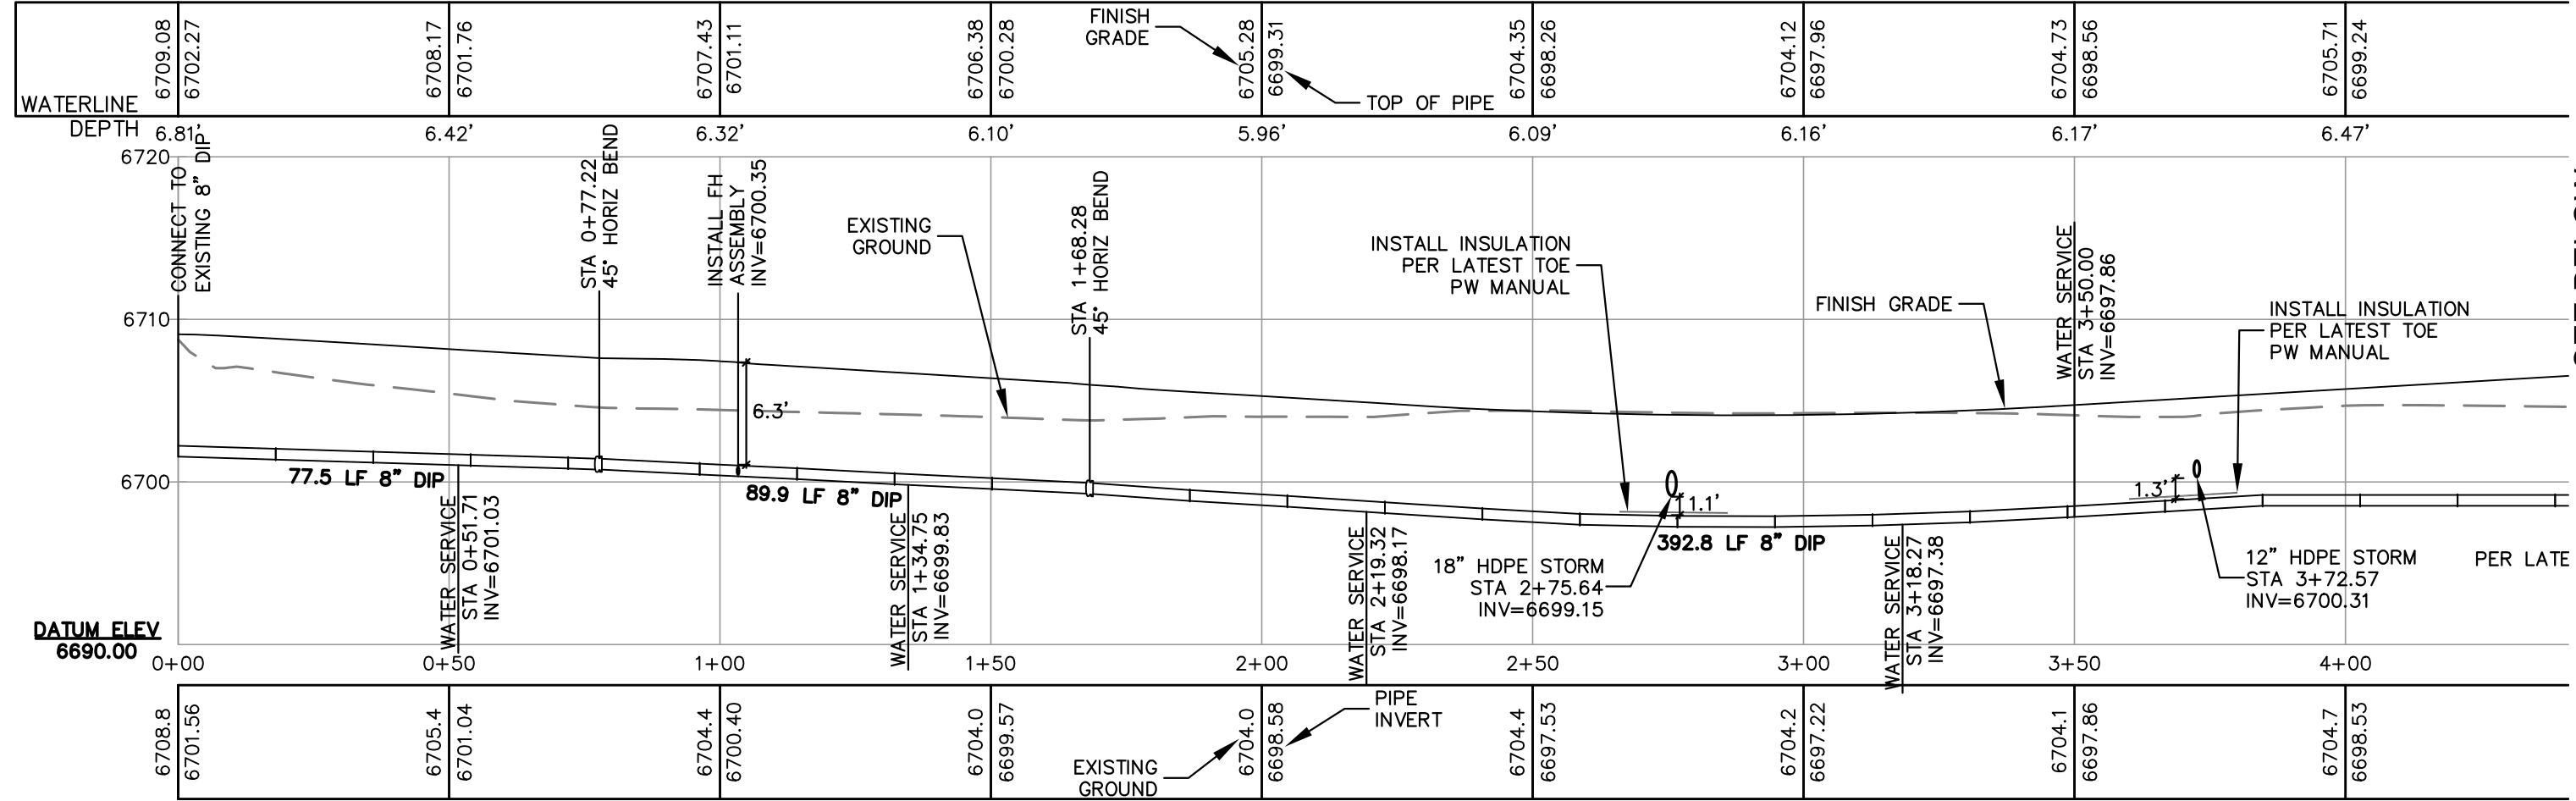 6709.08
6702.27
6708.17
6701.76
6707.43
6701.11
6706.38
6700.28
FINISH
GRADE
6705.28
6699.31
TOP OF PIPE
6704.35
6698.26
6704.12
6697.96
6704.73
6698.56
6705.71
6699.24
WATERLINE
DEPTH
6.81'
6.42'
6.32'
6.10'
5.96'
6.09'
6.16'
6.17'
6.47'
6720
6710
6700
CONNECT TO
EXISTING 8" DIP
STA 0+77.22
45° HORIZ BEND
INSTALL FH
ASSEMBLY
INV=6700.35
EXISTING
GROUND
STA 1+68.28
45° HORIZ BEND
INSTALL INSULATION
PER LATEST TOE
PW MANUAL
FINISH GRADE
WATER SERVICE
STA 3+50.00
INV=6697.86
INSTALL INSULATION
PER LATEST TOE
PW MANUAL
6.3'
1.1'
1.3'
77.5 LF 8" DIP
89.9 LF 8" DIP
392.8 LF 8" DIP
WATER SERVICE
STA 0+51.71
INV=6701.03
WATER SERVICE
STA 1+34.75
INV=6699.83
WATER SERVICE
STA 2+19.32
INV=6698.17
18" HDPE STORM
STA 2+75.64
INV=6699.15
WATER SERVICE
STA 3+18.27
INV=6697.38
12" HDPE STORM
STA 3+72.57
INV=6700.31
PER LATE
DATUM ELEV
6690.00
0+00
0+50
1+00
1+50
2+00
2+50
3+00
3+50
4+00
6708.8
6701.56
6705.4
6701.04
6704.4
6700.40
6704.0
6699.57
EXISTING
GROUND
6704.0
6698.58
PIPE
INVERT
6704.4
6697.53
6704.2
6697.22
6704.1
6697.86
6704.7
6698.53